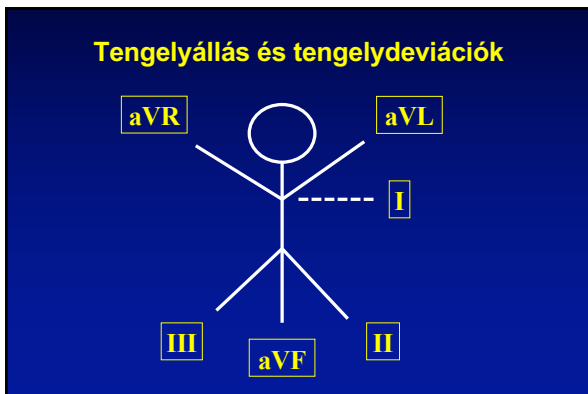 Tengelyállás és tengelydeviációk
aVR
aVL
I
III
aVF
II